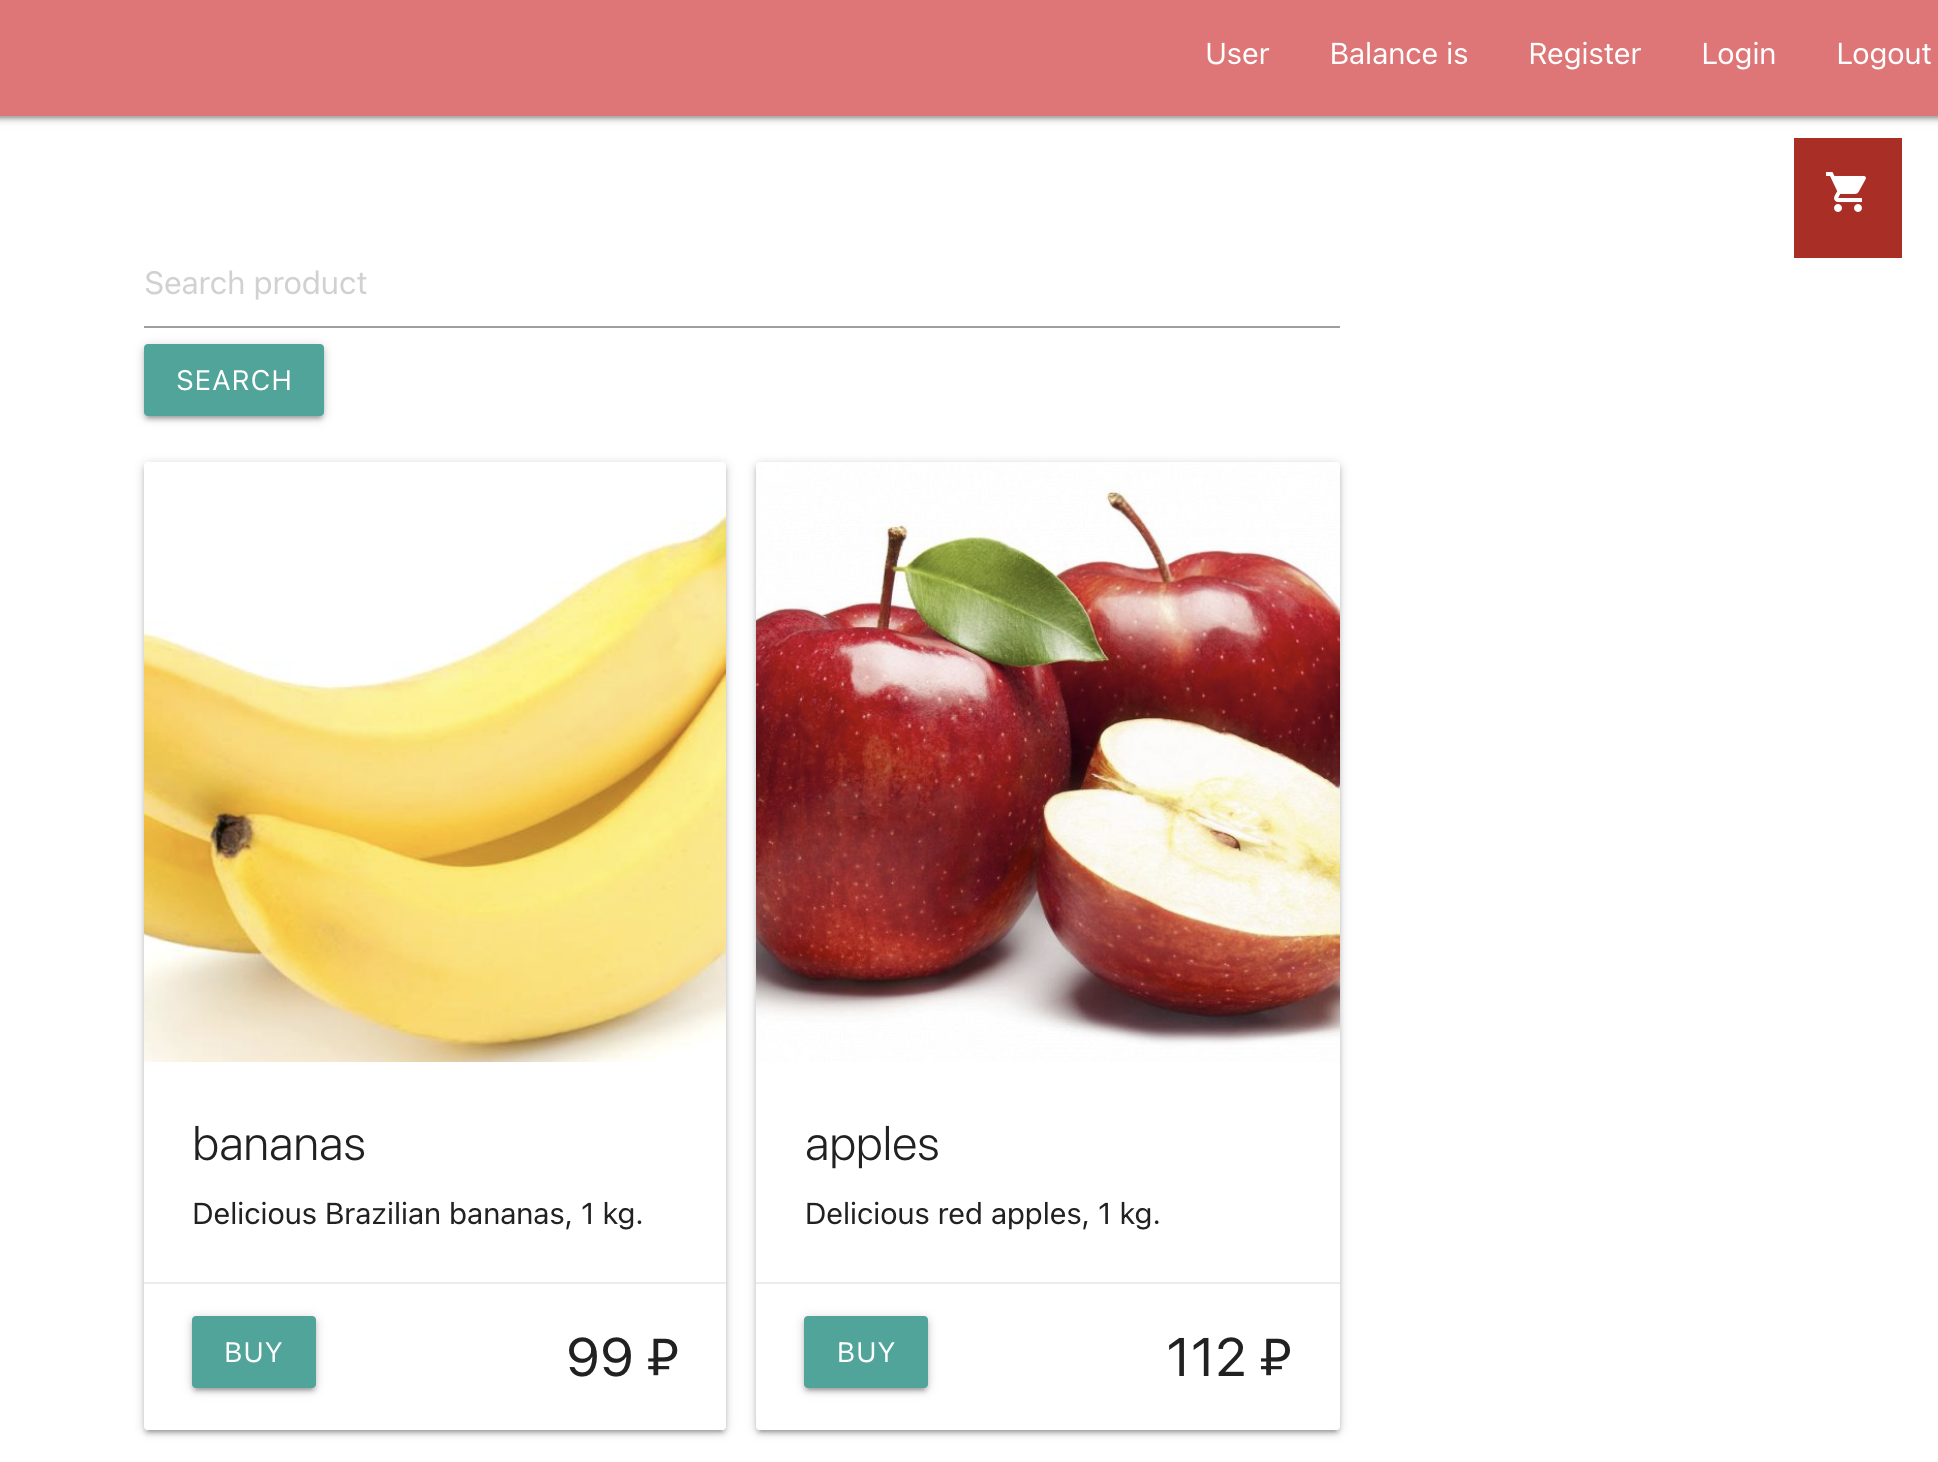 User Balance is Register Login Logout
Search product
SEARCH
bananas
Delicious Brazilian bananas, 1 kg.
BUY 99 ₽
apples
Delicious red apples, 1 kg.
BUY 112 ₽